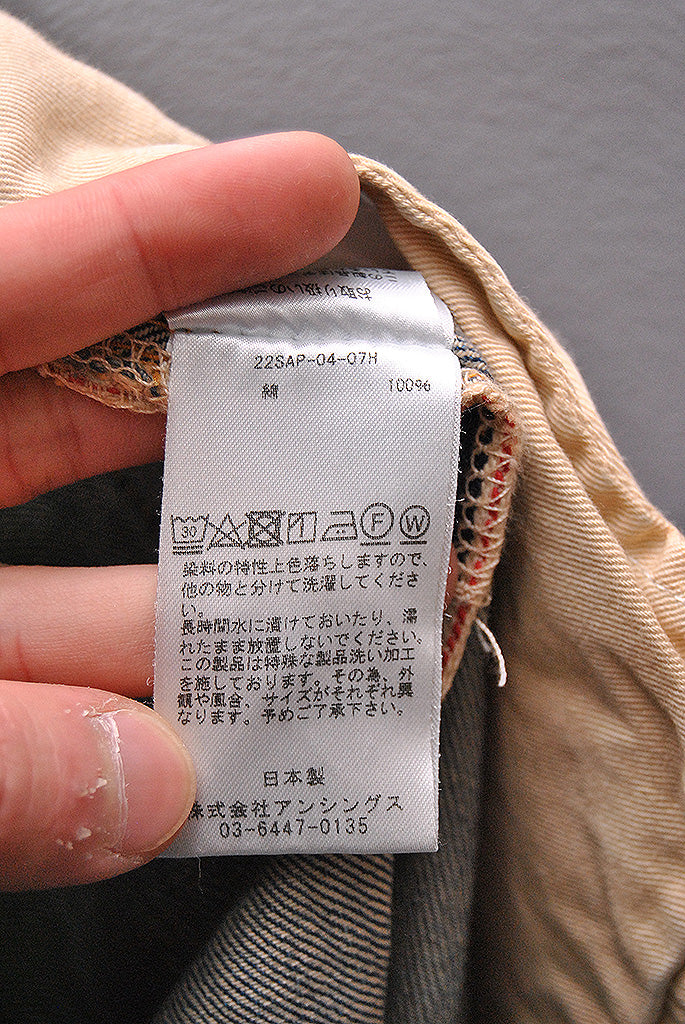 お取り扱いの
22SAP-04-07H
綿 100%
30 F W
染料の特性上色落ちしますので、
他の物と分けて洗濯してくださ
い。
長時間水に漬けておいたり、濡
れたまま放置しないでください。
この製品は特殊な製品洗い加工
を施しております。その為、外
観や風合、サイズがそれぞれ異
なります。予めご了承下さい。
日本製
株式会社アンシングス
03-6447-0135